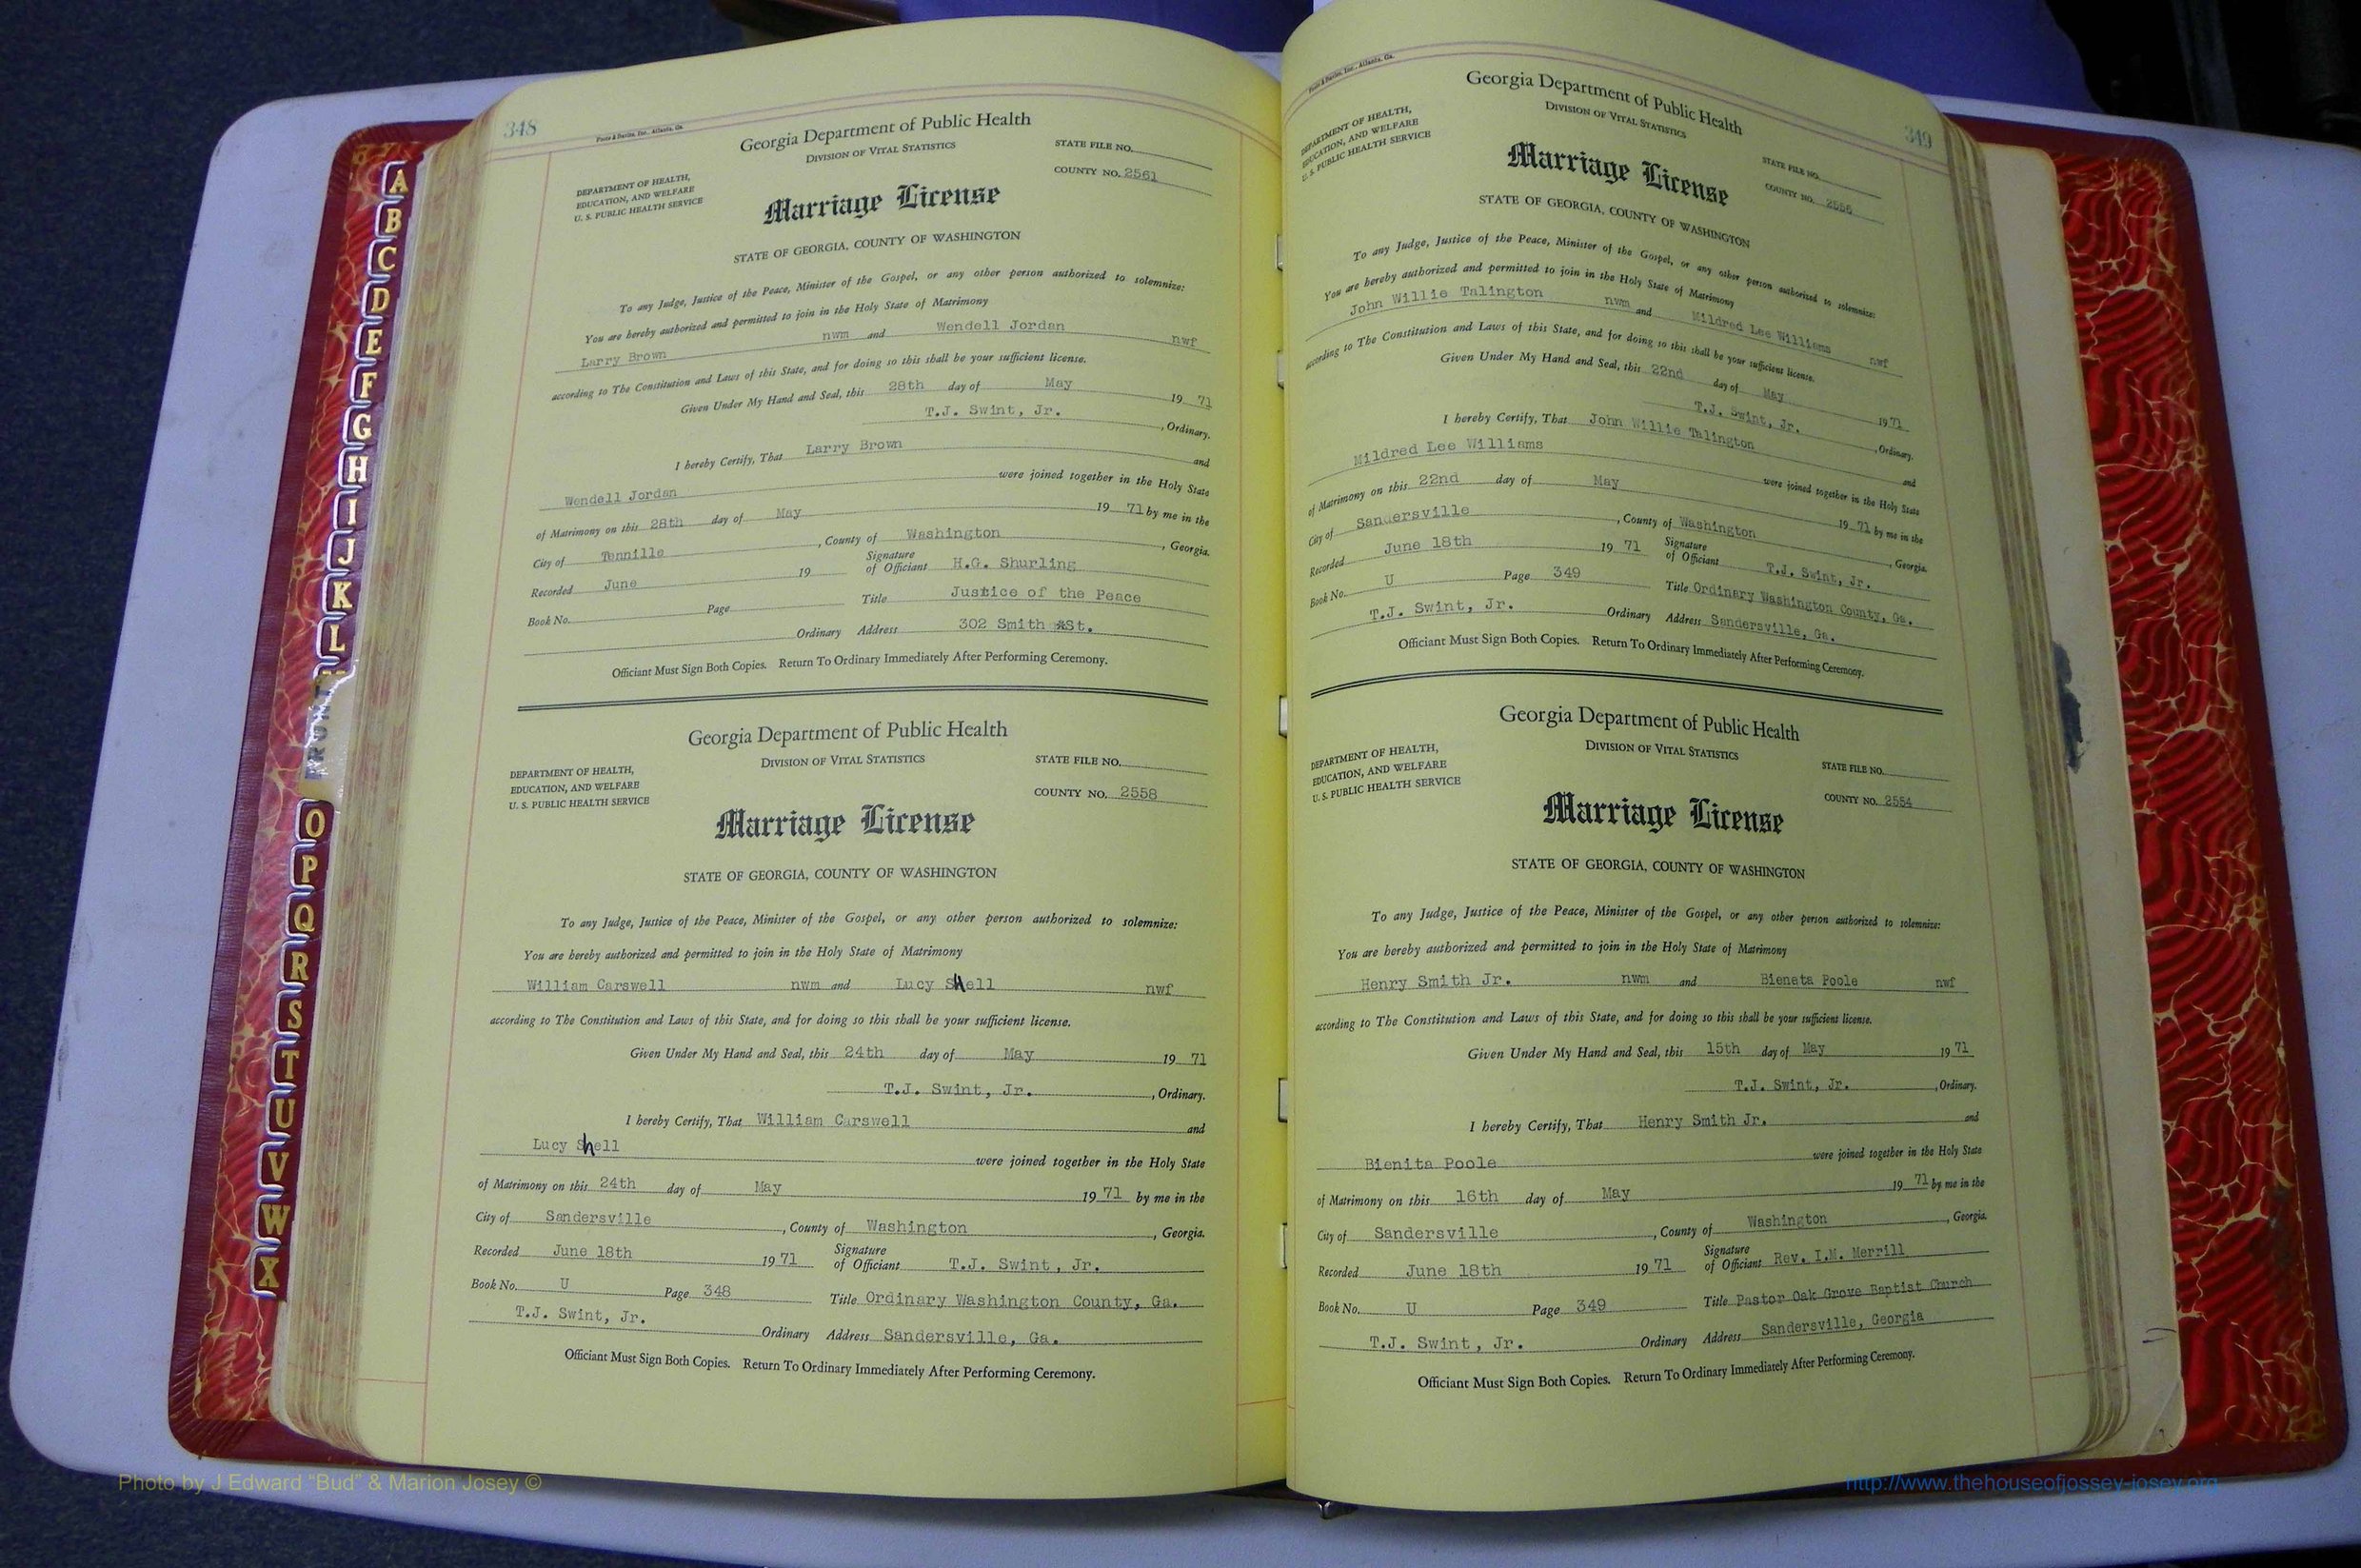 A
B
C
D
E
F
G
H
I
J
K
L
O
P
Q
R
S
T
U
V
W
X
348
Foote & Davies, Inc., Atlanta, Ga.
Georgia Department of Public Health
DIVISION OF VITAL STATISTICS
DEPARTMENT OF HEALTH,
EDUCATION, AND WELFARE
U. S. PUBLIC HEALTH SERVICE
STATE FILE NO.
COUNTY NO. 2561
Marriage License
STATE OF GEORGIA, COUNTY OF WASHINGTON
To any Judge, Justice of the Peace, Minister of the Gospel, or any other person authorized to solemnize:
You are hereby authorized and permitted to join in the Holy State of Matrimony
Larry Brown nwm and Wendell Jordan nwf
according to The Constitution and Laws of this State, and for doing so this shall be your sufficient license.
Given Under My Hand and Seal, this 28th day of May 19 71
T.J. Swint, Jr. , Ordinary.
I hereby Certify, That Larry Brown and
Wendell Jordan were joined together in the Holy State
of Matrimony on this 28th day of May 19 71 by me in the
City of Tennille , County of Washington , Georgia.
Recorded June 19 Signature of Officiant H.G. Shurling
Book No. Page Title Justice of the Peace
Ordinary Address 302 Smith St.
Officiant Must Sign Both Copies. Return To Ordinary Immediately After Performing Ceremony.
Georgia Department of Public Health
DIVISION OF VITAL STATISTICS
DEPARTMENT OF HEALTH,
EDUCATION, AND WELFARE
U. S. PUBLIC HEALTH SERVICE
STATE FILE NO.
COUNTY NO. 2558
Marriage License
STATE OF GEORGIA, COUNTY OF WASHINGTON
To any Judge, Justice of the Peace, Minister of the Gospel, or any other person authorized to solemnize:
You are hereby authorized and permitted to join in the Holy State of Matrimony
William Carswell nwm and Lucy Shell nwf
according to The Constitution and Laws of this State, and for doing so this shall be your sufficient license.
Given Under My Hand and Seal, this 24th day of May 19 71
T.J. Swint, Jr. , Ordinary.
I hereby Certify, That William Carswell and
Lucy Shell were joined together in the Holy State
of Matrimony on this 24th day of May 19 71 by me in the
City of Sandersville , County of Washington , Georgia.
Recorded June 18th 19 71 Signature of Officiant T.J. Swint, Jr.
Book No. U Page 348 Title Ordinary Washington County, Ga.
T.J. Swint, Jr. Ordinary Address Sandersville, Ga.
Officiant Must Sign Both Copies. Return To Ordinary Immediately After Performing Ceremony.
349
Foote & Davies, Inc., Atlanta, Ga.
Georgia Department of Public Health
DIVISION OF VITAL STATISTICS
DEPARTMENT OF HEALTH,
EDUCATION, AND WELFARE
U. S. PUBLIC HEALTH SERVICE
STATE FILE NO.
COUNTY NO.
Marriage License
STATE OF GEORGIA, COUNTY OF WASHINGTON
To any Judge, Justice of the Peace, Minister of the Gospel, or any other person authorized to solemnize:
You are hereby authorized and permitted to join in the Holy State of Matrimony
John Willie Talington nwm and Mildred Lee Williams nwf
according to The Constitution and Laws of this State, and for doing so this shall be your sufficient license.
Given Under My Hand and Seal, this 22nd day of May 19 71
T.J. Swint, Jr. , Ordinary.
I hereby Certify, That John Willie Talington and
Mildred Lee Williams were joined together in the Holy State
of Matrimony on this 22nd day of May 19 71 by me in the
City of Sandersville , County of Washington , Georgia.
Recorded June 18th 19 71 Signature of Officiant T.J. Swint, Jr.
Book No. U Page 349 Title Ordinary Washington County, Ga.
T.J. Swint, Jr. Ordinary Address Sandersville, Ga.
Officiant Must Sign Both Copies. Return To Ordinary Immediately After Performing Ceremony.
Georgia Department of Public Health
DIVISION OF VITAL STATISTICS
DEPARTMENT OF HEALTH,
EDUCATION, AND WELFARE
U. S. PUBLIC HEALTH SERVICE
STATE FILE NO.
COUNTY NO. 2554
Marriage License
STATE OF GEORGIA, COUNTY OF WASHINGTON
To any Judge, Justice of the Peace, Minister of the Gospel, or any other person authorized to solemnize:
You are hereby authorized and permitted to join in the Holy State of Matrimony
Henry Smith Jr. nwm and Bieneta Poole nwf
according to The Constitution and Laws of this State, and for doing so this shall be your sufficient license.
Given Under My Hand and Seal, this 15th day of May 19 71
T.J. Swint, Jr. , Ordinary.
I hereby Certify, That Henry Smith Jr. and
Bienita Poole were joined together in the Holy State
of Matrimony on this 16th day of May 19 71 by me in the
City of Sandersville , County of Washington , Georgia.
Recorded June 18th 19 71 Signature of Officiant Rev. I.M. Merrill
Book No. U Page 349 Title Pastor Oak Grove Baptist Church
T.J. Swint, Jr. Ordinary Address Sandersville, Georgia
Officiant Must Sign Both Copies. Return To Ordinary Immediately After Performing Ceremony.
Photo by J Edward “Bud” & Marion Josey ©
http://www.thehouseofjossey-josey.org